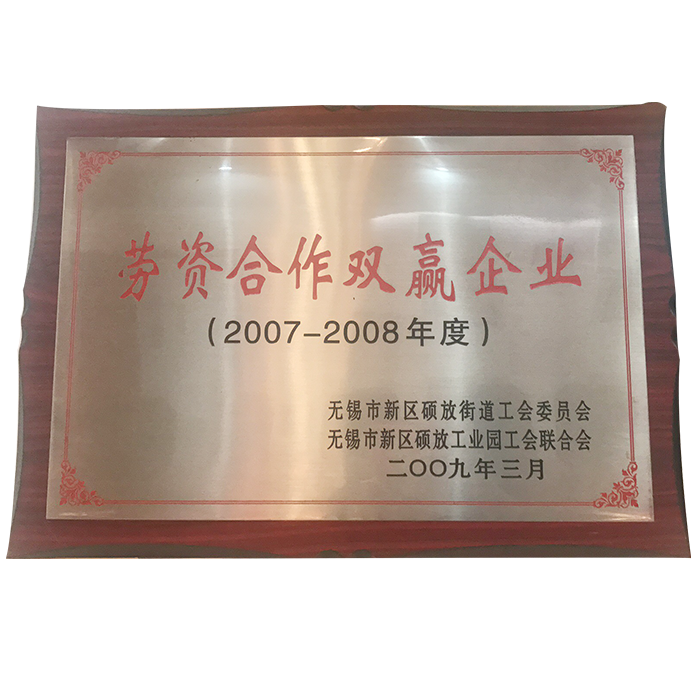 劳资合作双赢企业
（2007-2008年度）
无锡市新区硕放街道工会委员会
无锡市新区硕放工业园工会联合会
二〇〇九年三月